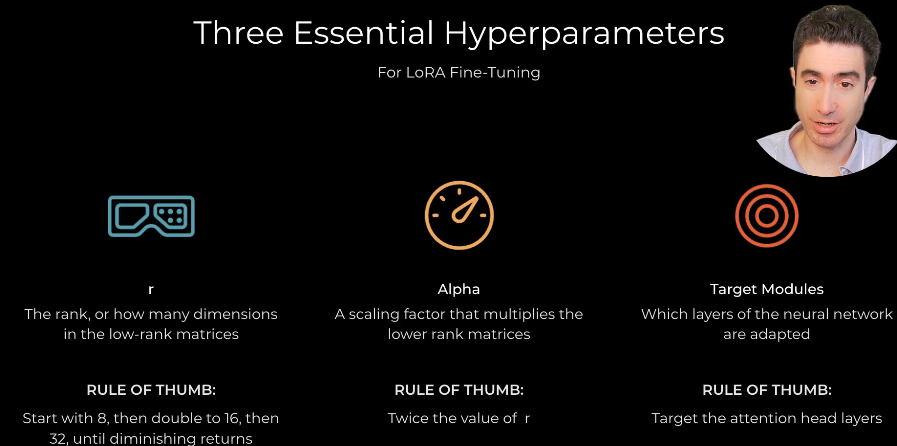 Three Essential Hyperparameters
For LoRA Fine-Tuning
r
The rank, or how many dimensions
in the low-rank matrices
RULE OF THUMB:
Start with 8, then double to 16, then
32, until diminishing returns
Alpha
A scaling factor that multiplies the
lower rank matrices
RULE OF THUMB:
Twice the value of r
Target Modules
Which layers of the neural network
are adapted
RULE OF THUMB:
Target the attention head layers